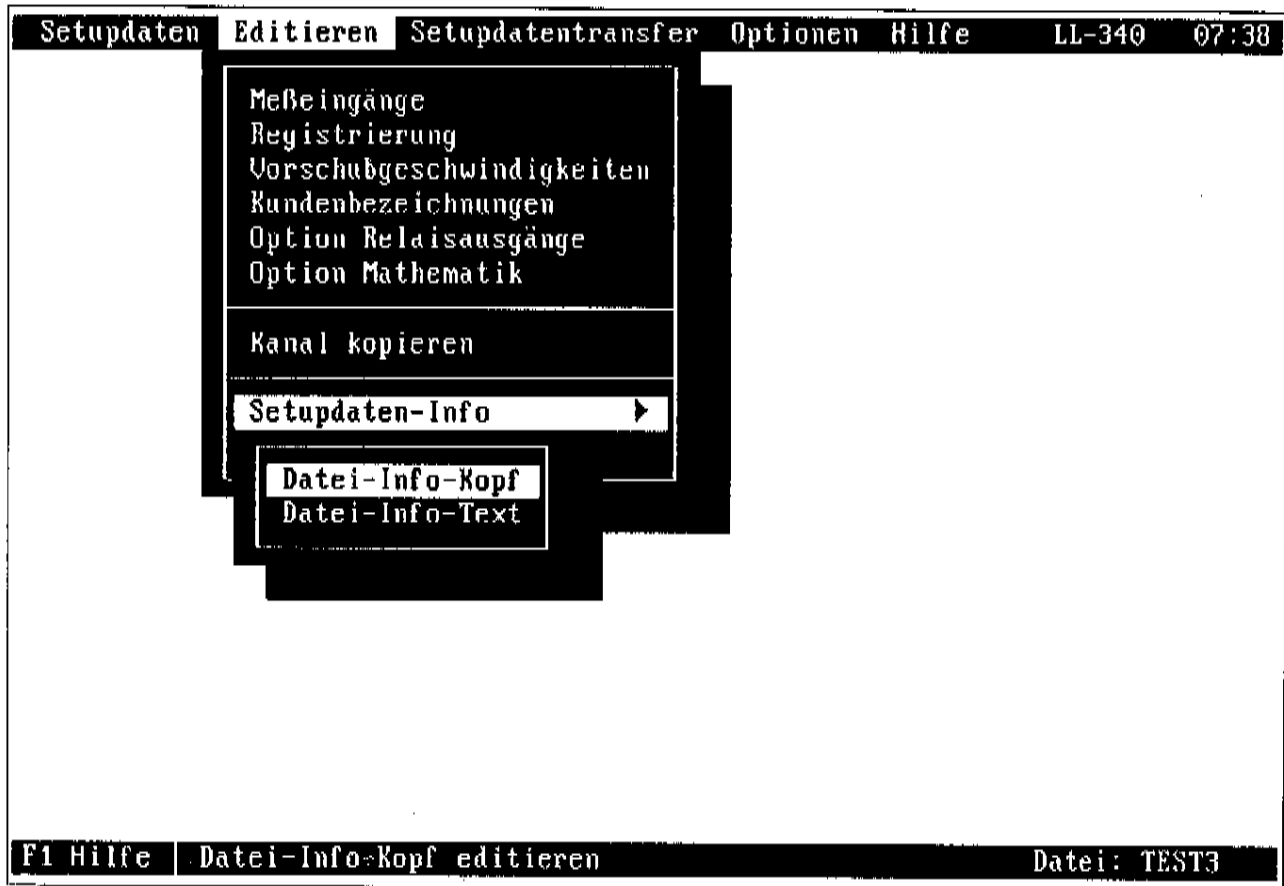 Setupdaten Editieren Setupdatentransfer Optionen Hilfe LL-340 07:38
Meßeingänge
Registrierung
Vorschubgeschwindigkeiten
Kundenbezeichnungen
Option Relaisausgänge
Option Mathematik
Kanal kopieren
Setupdaten-Info ►
Datei-Info-Kopf
Datei-Info-Text
F1 Hilfe │ Datei-Info-Kopf editieren Datei: TEST3